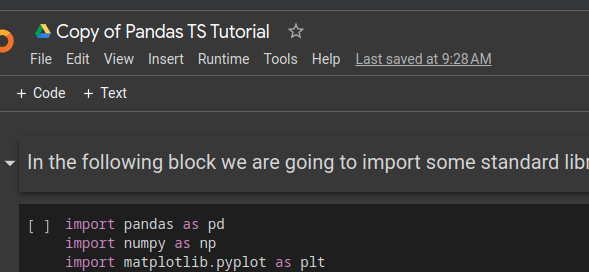 Copy of Pandas TS Tutorial
File Edit View Insert Runtime Tools Help Last saved at 9:28 AM
+ Code + Text
In the following block we are going to import some standard libr
[ ] import pandas as pd
import numpy as np
import matplotlib.pyplot as plt